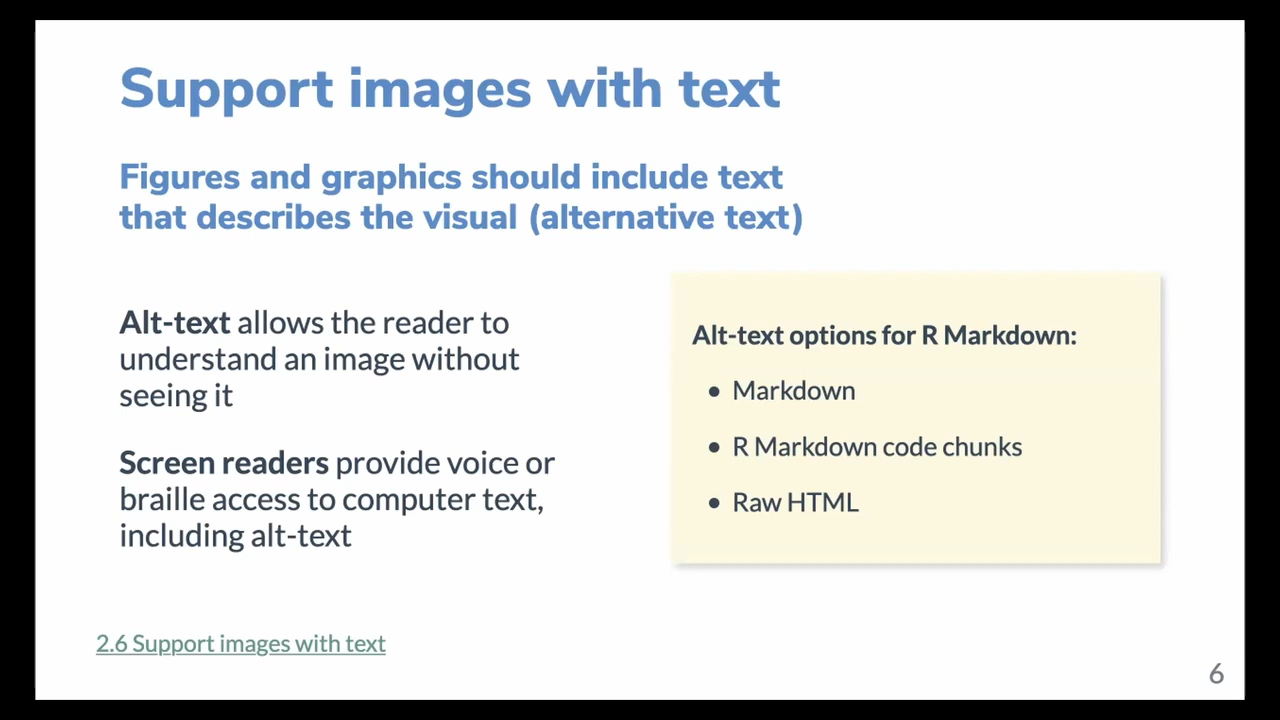 Support images with text
Figures and graphics should include text
that describes the visual (alternative text)
Alt-text allows the reader to
understand an image without
seeing it
Screen readers provide voice or
braille access to computer text,
including alt-text
Alt-text options for R Markdown:
● Markdown
● R Markdown code chunks
● Raw HTML
2.6 Support images with text
6